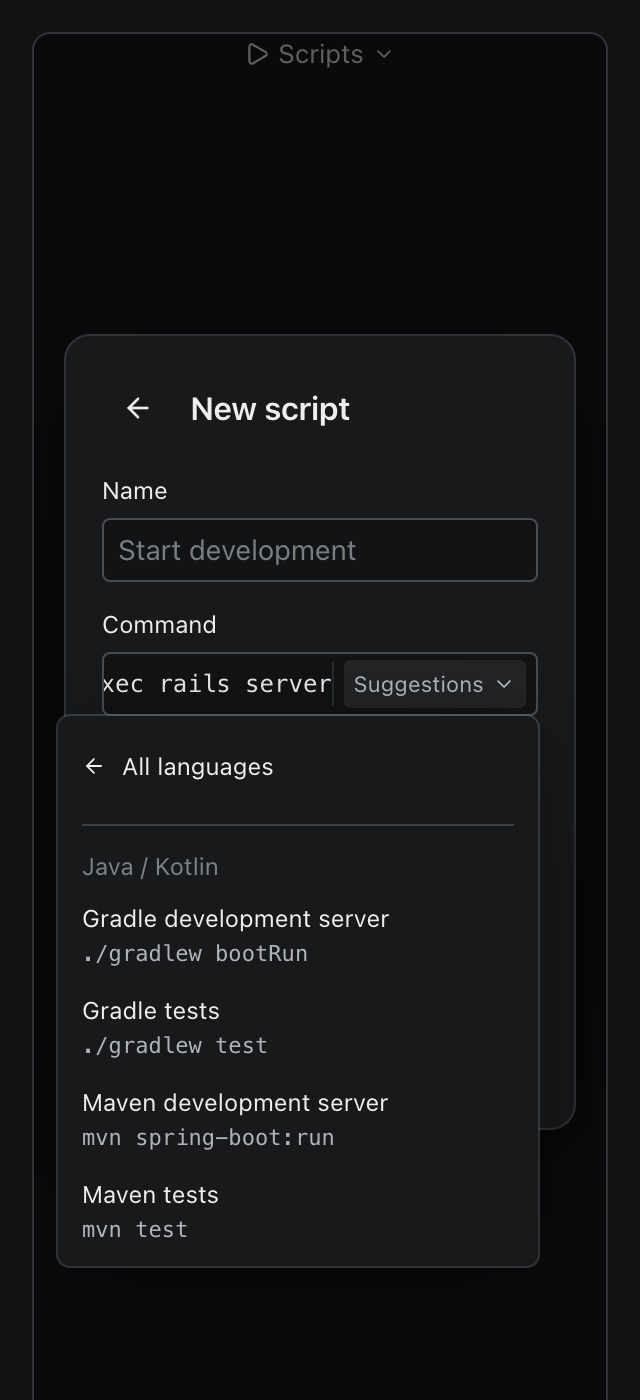 Scripts
New script
Name
Start development
Command
xec rails server
Suggestions
All languages
Java / Kotlin
Gradle development server
./gradlew bootRun
Gradle tests
./gradlew test
Maven development server
mvn spring-boot:run
Maven tests
mvn test